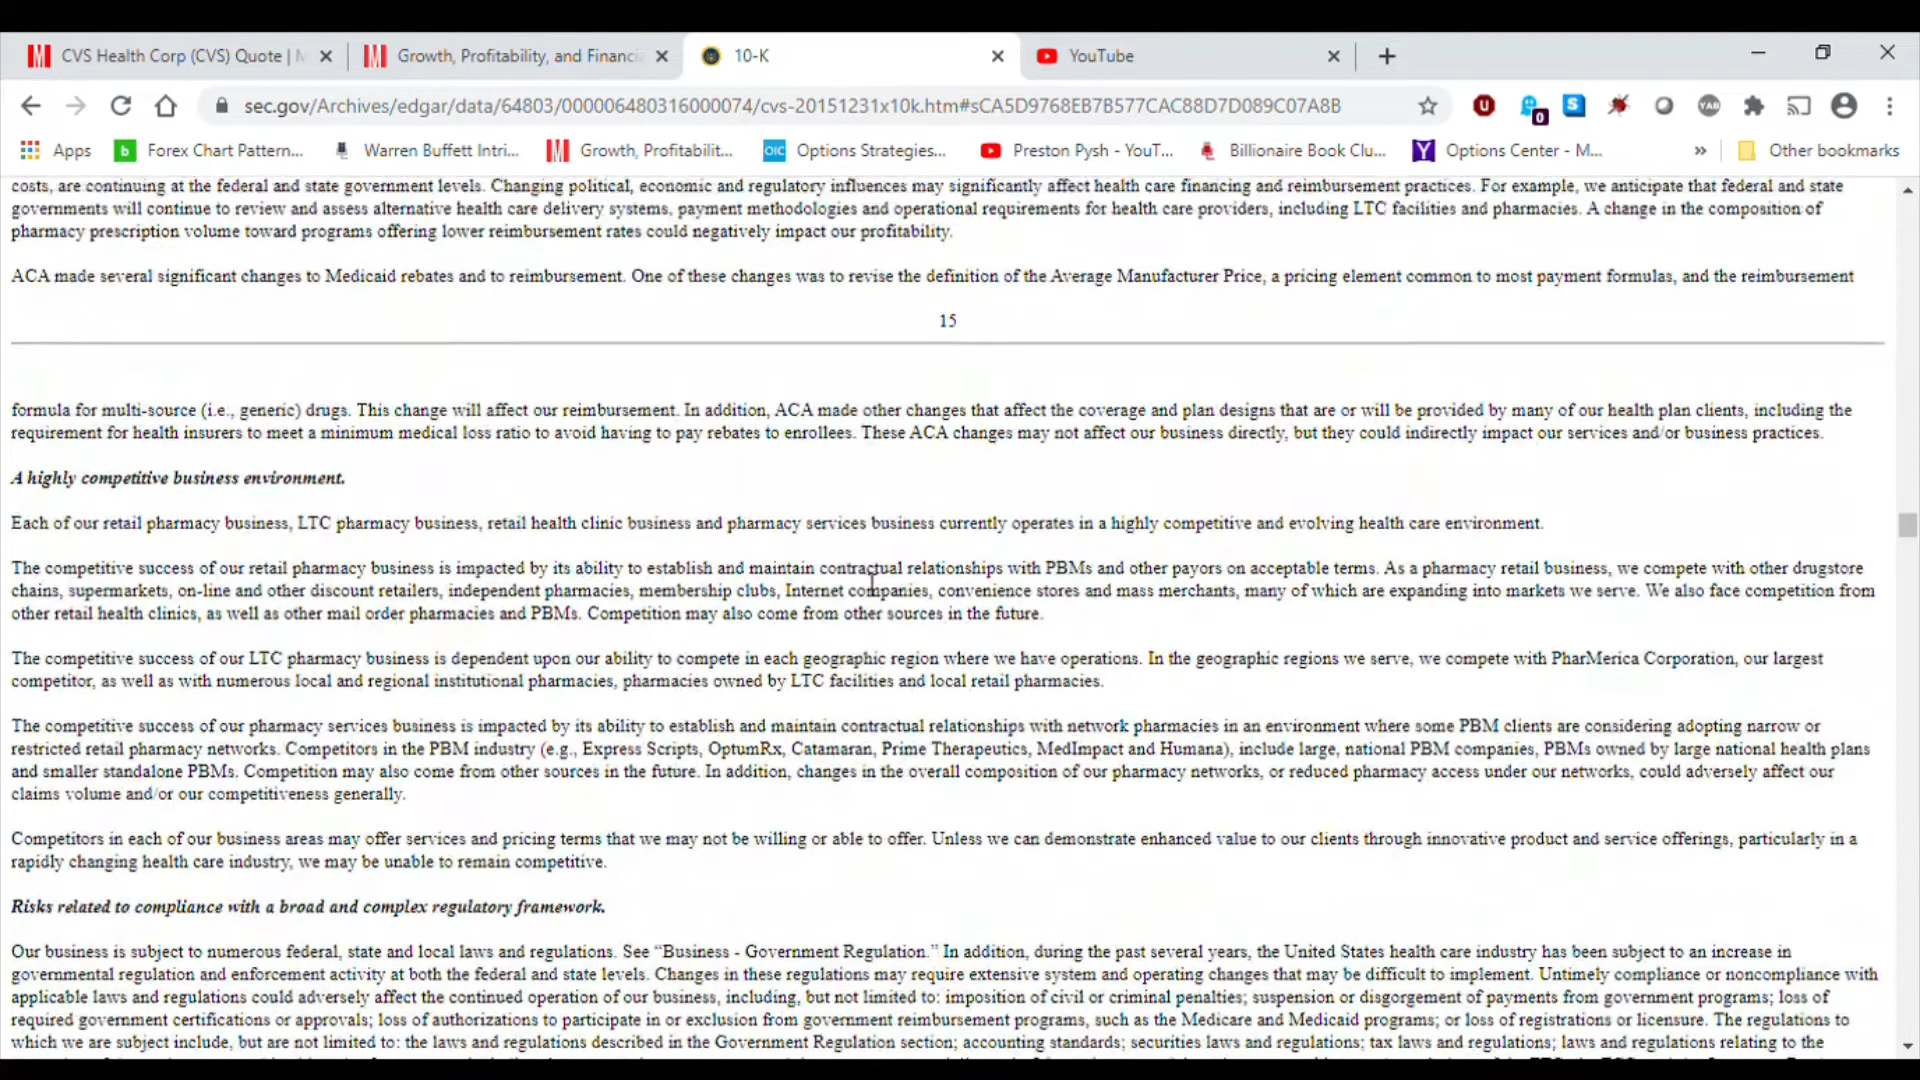 CVS Health Corp (CVS) Quote | M
Growth, Profitability, and Financi
10-K
YouTube
sec.gov/Archives/edgar/data/64803/000006480316000074/cvs-20151231x10k.htm#sCA5D9768EB7B577CAC88D7D089C07A8B
0
S
YAB
Apps
b
Forex Chart Pattern...
Warren Buffett Intri...
Growth, Profitabilit...
OIC
Options Strategies...
Preston Pysh - YouT...
Billionaire Book Clu...
Options Center - M...
»
Other bookmarks
costs, are continuing at the federal and state government levels. Changing political, economic and regulatory influences may significantly affect health care financing and reimbursement practices. For example, we anticipate that federal and state
governments will continue to review and assess alternative health care delivery systems, payment methodologies and operational requirements for health care providers, including LTC facilities and pharmacies. A change in the composition of
pharmacy prescription volume toward programs offering lower reimbursement rates could negatively impact our profitability.
ACA made several significant changes to Medicaid rebates and to reimbursement. One of these changes was to revise the definition of the Average Manufacturer Price, a pricing element common to most payment formulas, and the reimbursement
15
formula for multi-source (i.e., generic) drugs. This change will affect our reimbursement. In addition, ACA made other changes that affect the coverage and plan designs that are or will be provided by many of our health plan clients, including the
requirement for health insurers to meet a minimum medical loss ratio to avoid having to pay rebates to enrollees. These ACA changes may not affect our business directly, but they could indirectly impact our services and/or business practices.
A highly competitive business environment.
Each of our retail pharmacy business, LTC pharmacy business, retail health clinic business and pharmacy services business currently operates in a highly competitive and evolving health care environment.
The competitive success of our retail pharmacy business is impacted by its ability to establish and maintain contractual relationships with PBMs and other payors on acceptable terms. As a pharmacy retail business, we compete with other drugstore
chains, supermarkets, on-line and other discount retailers, independent pharmacies, membership clubs, Internet companies, convenience stores and mass merchants, many of which are expanding into markets we serve. We also face competition from
other retail health clinics, as well as other mail order pharmacies and PBMs. Competition may also come from other sources in the future.
The competitive success of our LTC pharmacy business is dependent upon our ability to compete in each geographic region where we have operations. In the geographic regions we serve, we compete with PharMerica Corporation, our largest
competitor, as well as with numerous local and regional institutional pharmacies, pharmacies owned by LTC facilities and local retail pharmacies.
The competitive success of our pharmacy services business is impacted by its ability to establish and maintain contractual relationships with network pharmacies in an environment where some PBM clients are considering adopting narrow or
restricted retail pharmacy networks. Competitors in the PBM industry (e.g., Express Scripts, OptumRx, Catamaran, Prime Therapeutics, MedImpact and Humana), include large, national PBM companies, PBMs owned by large national health plans
and smaller standalone PBMs. Competition may also come from other sources in the future. In addition, changes in the overall composition of our pharmacy networks, or reduced pharmacy access under our networks, could adversely affect our
claims volume and/or our competitiveness generally.
Competitors in each of our business areas may offer services and pricing terms that we may not be willing or able to offer. Unless we can demonstrate enhanced value to our clients through innovative product and service offerings, particularly in a
rapidly changing health care industry, we may be unable to remain competitive.
Risks related to compliance with a broad and complex regulatory framework.
Our business is subject to numerous federal, state and local laws and regulations. See “Business - Government Regulation.” In addition, during the past several years, the United States health care industry has been subject to an increase in
governmental regulation and enforcement activity at both the federal and state levels. Changes in these regulations may require extensive system and operating changes that may be difficult to implement. Untimely compliance or noncompliance with
applicable laws and regulations could adversely affect the continued operation of our business, including, but not limited to: imposition of civil or criminal penalties; suspension or disgorgement of payments from government programs; loss of
required government certifications or approvals; loss of authorizations to participate in or exclusion from government reimbursement programs, such as the Medicare and Medicaid programs; or loss of registrations or licensure. The regulations to
which we are subject include, but are not limited to: the laws and regulations described in the Government Regulation section; accounting standards; securities laws and regulations; tax laws and regulations; laws and regulations relating to the